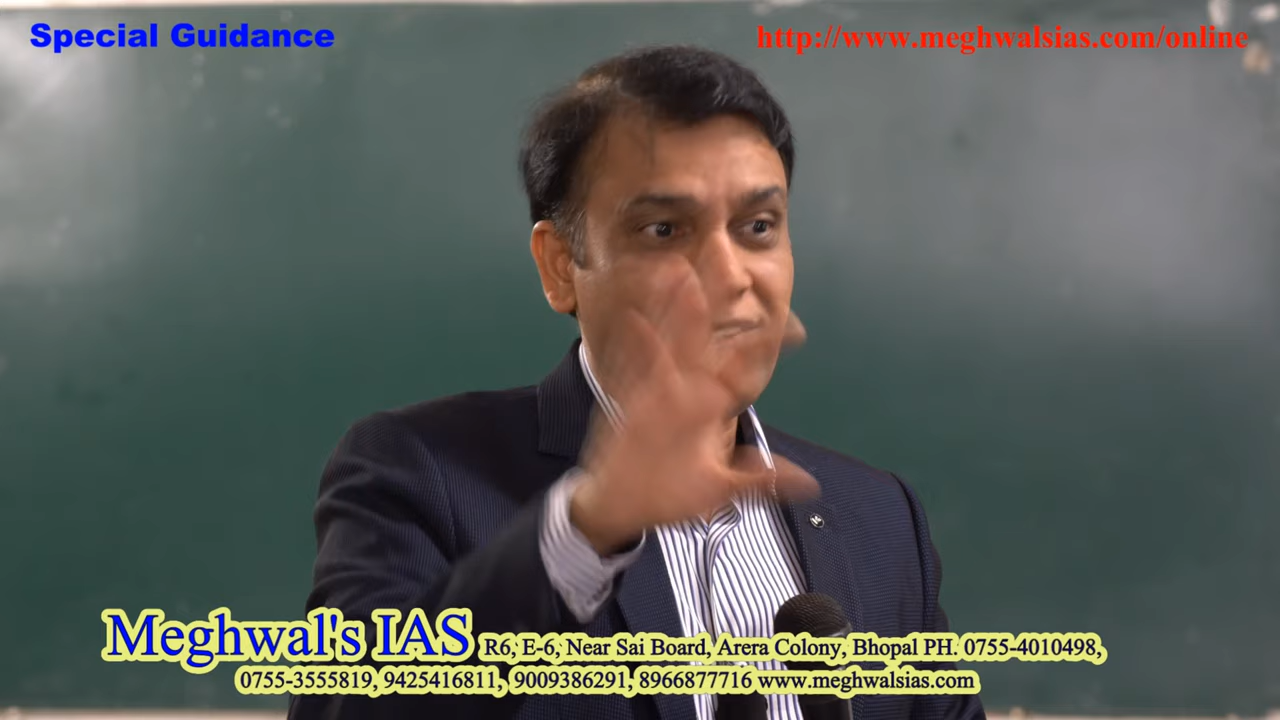 Special Guidance
http://www.meghwalsias.com/online
Meghwal's IAS R6, E-6, Near Sai Board, Arera Colony, Bhopal PH. 0755-4010498,
0755-3555819, 9425416811, 9009386291, 8966877716 www.meghwalsias.com